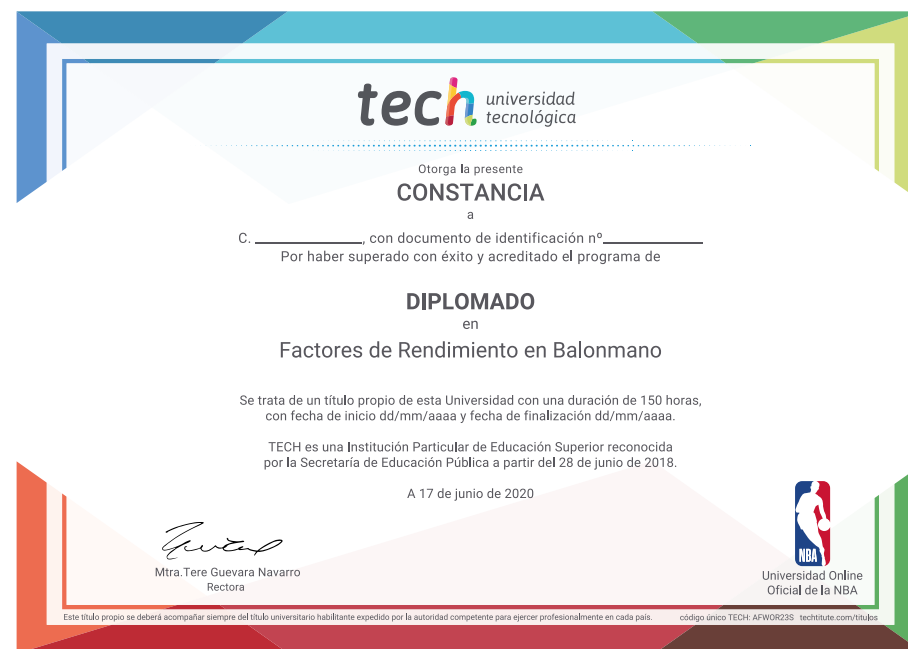 tech universidad
tecnológica
Otorga la presente
CONSTANCIA
a
C. ____________, con documento de identificación nº____________
Por haber superado con éxito y acreditado el programa de
DIPLOMADO
en
Factores de Rendimiento en Balonmano
Se trata de un título propio de esta Universidad con una duración de 150 horas,
con fecha de inicio dd/mm/aaaa y fecha de finalización dd/mm/aaaa.
TECH es una Institución Particular de Educación Superior reconocida
por la Secretaría de Educación Pública a partir del 28 de junio de 2018.
A 17 de junio de 2020
Mtra.Tere Guevara Navarro
Rectora
NBA
Universidad Online
Oficial de la NBA
Este título propio se deberá acompañar siempre del título universitario habilitante expedido por la autoridad competente para ejercer profesionalmente en cada país. código único TECH: AFWOR23S techtitute.com/titulos